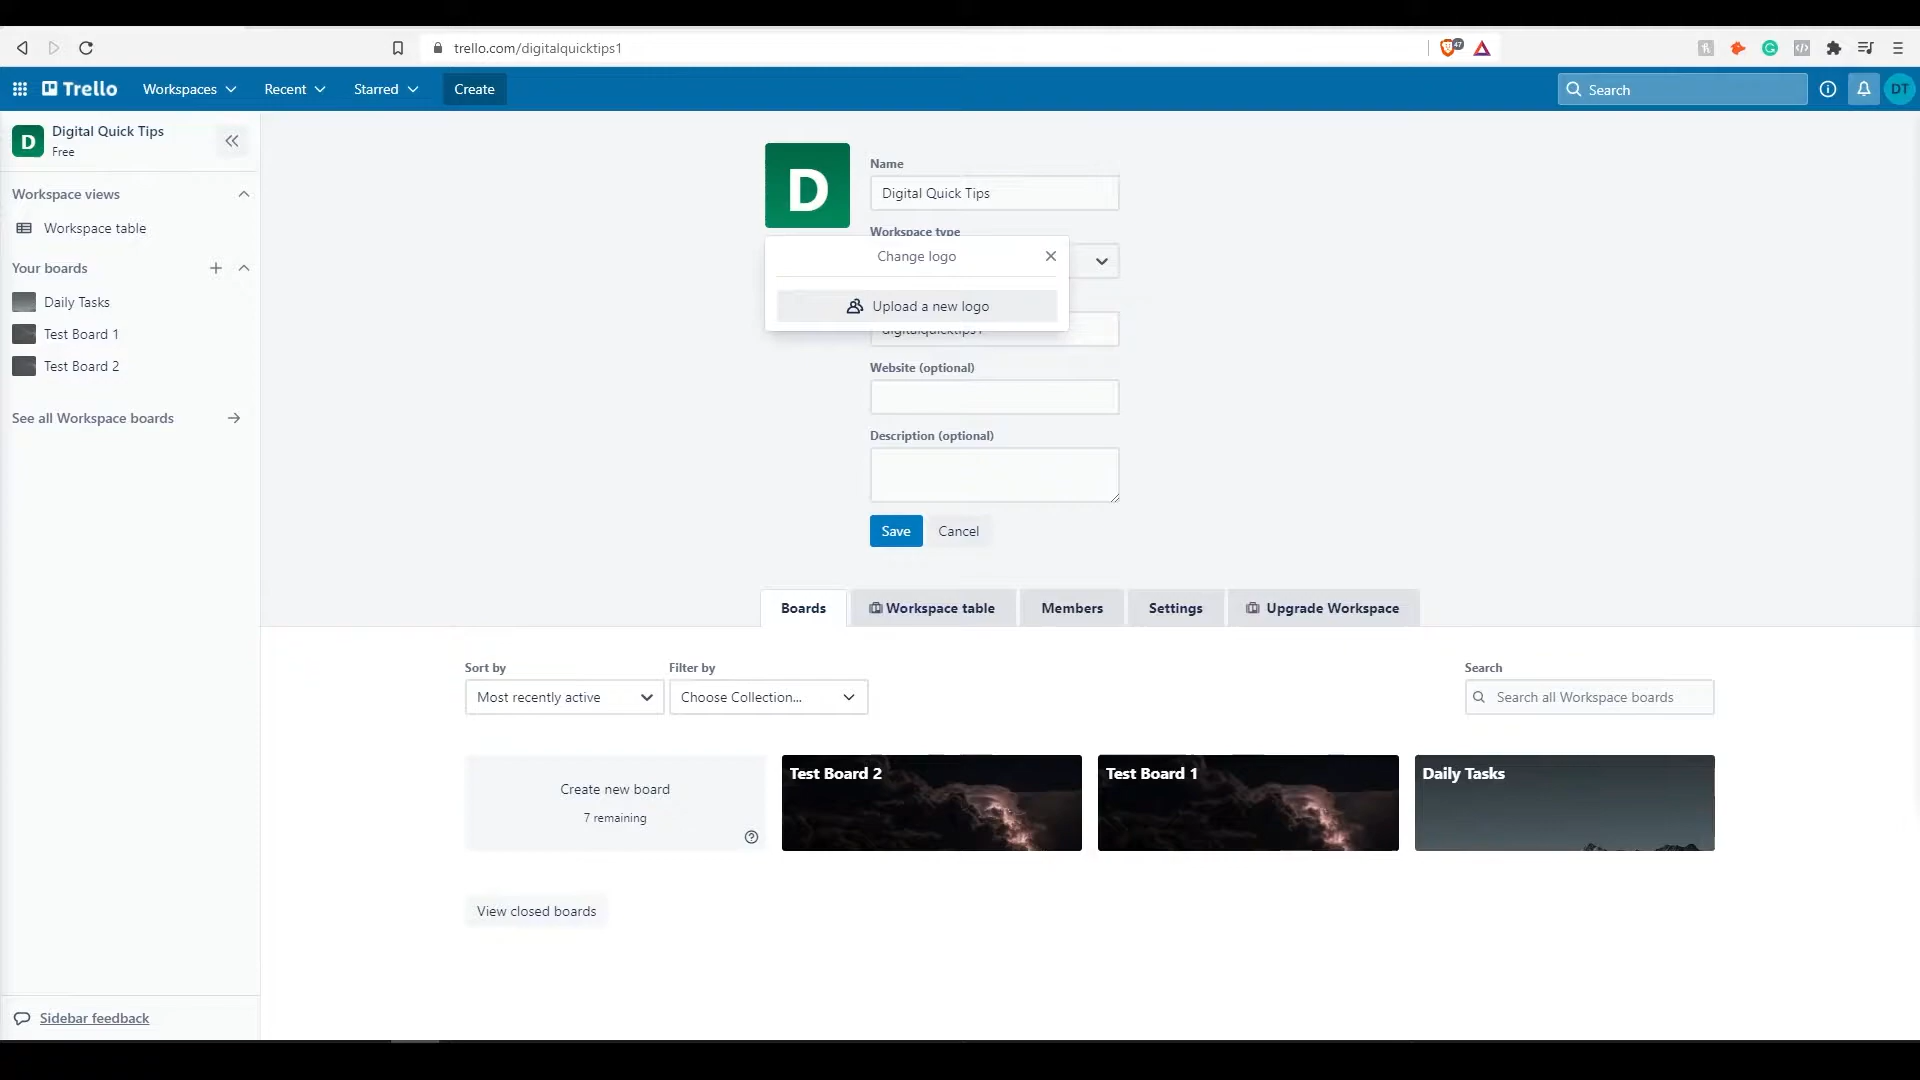 trello.com/digitalquicktips1
47
Trello
Workspaces
Recent
Starred
Create
Search
DT
D
Digital Quick Tips
Free
Workspace views
Workspace table
Your boards
Daily Tasks
Test Board 1
Test Board 2
See all Workspace boards
Sidebar feedback
D
Name
Digital Quick Tips
Workspace type
Change logo
Upload a new logo
digitalquicktips1
Website (optional)
Description (optional)
Save
Cancel
Boards
Workspace table
Members
Settings
Upgrade Workspace
Sort by
Most recently active
Filter by
Choose Collection...
Search
Search all Workspace boards
Create new board
7 remaining
Test Board 2
Test Board 1
Daily Tasks
View closed boards